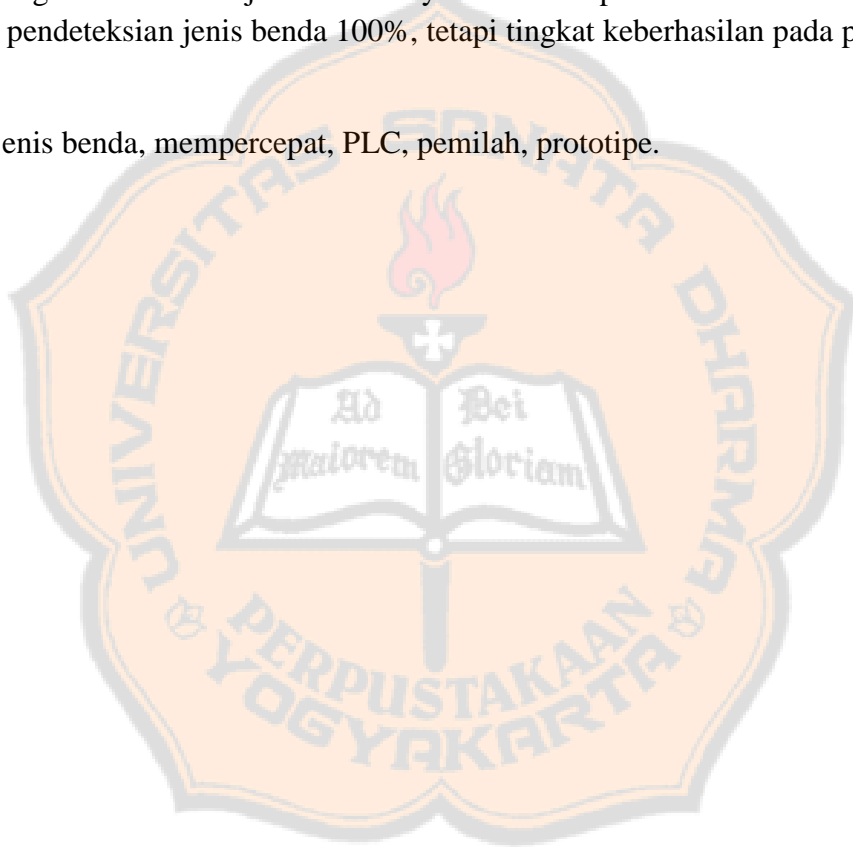 pendeteksian jenis benda 100%, tetapi tingkat keberhasilan pada
enis benda, mempercepat, PLC, pemilah, prototipe.
UNIVERSITAS SANATA DHARMA
Ad Dei
maiorem Gloriam
PERPUSTAKAAN
YOGYAKARTA